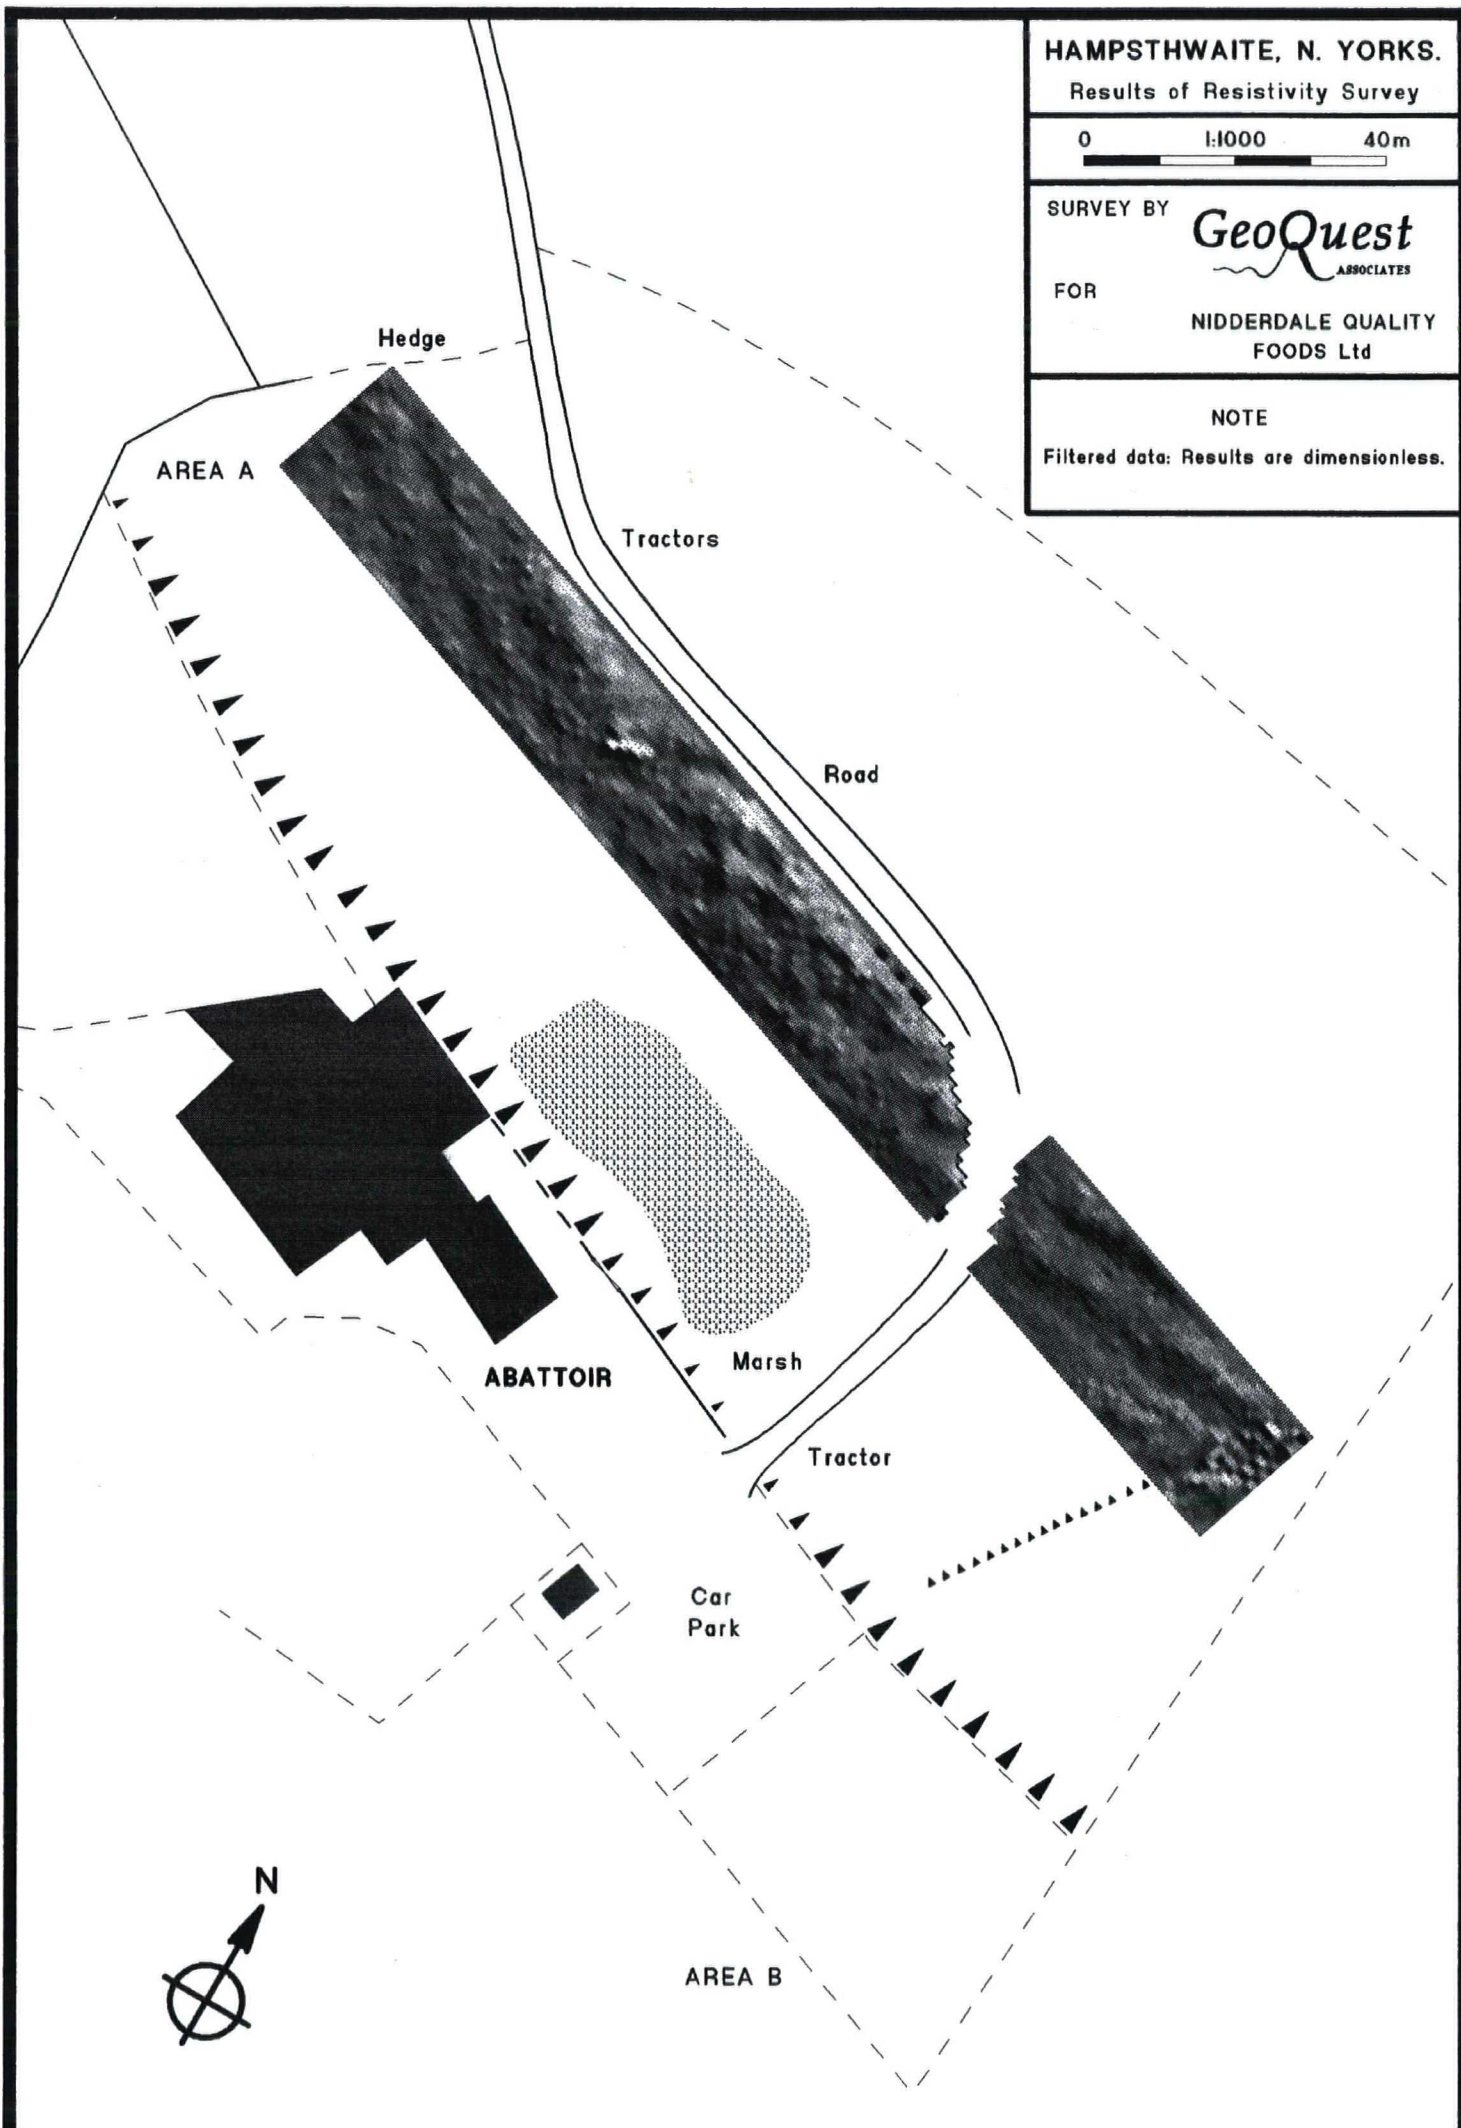 HAMPSTHWAITE, N. YORKS.
Results of Resistivity Survey
0 1:1000 40m
SURVEY BY
GeoQuest
ASSOCIATES
FOR
NIDDERDALE QUALITY
FOODS Ltd
NOTE
Filtered data: Results are dimensionless.
Hedge
AREA A
Tractors
Road
Marsh
ABATTOIR
Tractor
Car
Park
N
AREA B